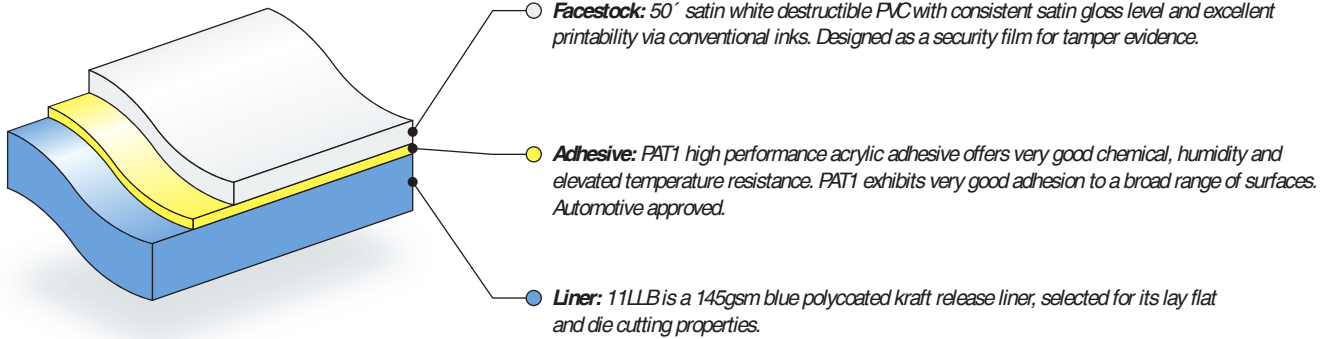 Facestock: 50´ satin white destructible PVC with consistent satin gloss level and excellent
printability via conventional inks. Designed as a security film for tamper evidence.
Adhesive: PAT1 high performance acrylic adhesive offers very good chemical, humidity and
elevated temperature resistance. PAT1 exhibits very good adhesion to a broad range of surfaces.
Automotive approved.
Liner: 11LLB is a 145gsm blue polycoated kraft release liner, selected for its lay flat
and die cutting properties.